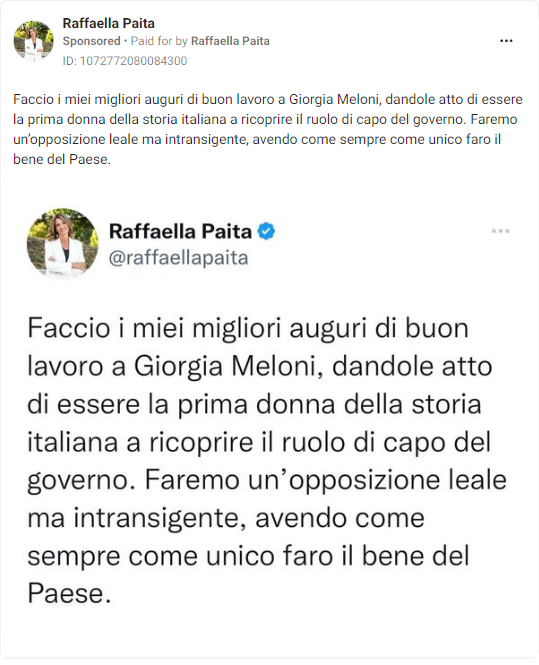 Raffaella Paita
Sponsored • Paid for by Raffaella Paita
ID: 1072772080084300
Faccio i miei migliori auguri di buon lavoro a Giorgia Meloni, dandole atto di essere
la prima donna della storia italiana a ricoprire il ruolo di capo del governo. Faremo
un'opposizione leale ma intransigente, avendo come sempre come unico faro il
bene del Paese.
Raffaella Paita
@raffaellapaita
Faccio i miei migliori auguri di buon
lavoro a Giorgia Meloni, dandole atto
di essere la prima donna della storia
italiana a ricoprire il ruolo di capo del
governo. Faremo un’opposizione leale
ma intransigente, avendo come
sempre come unico faro il bene del
Paese.